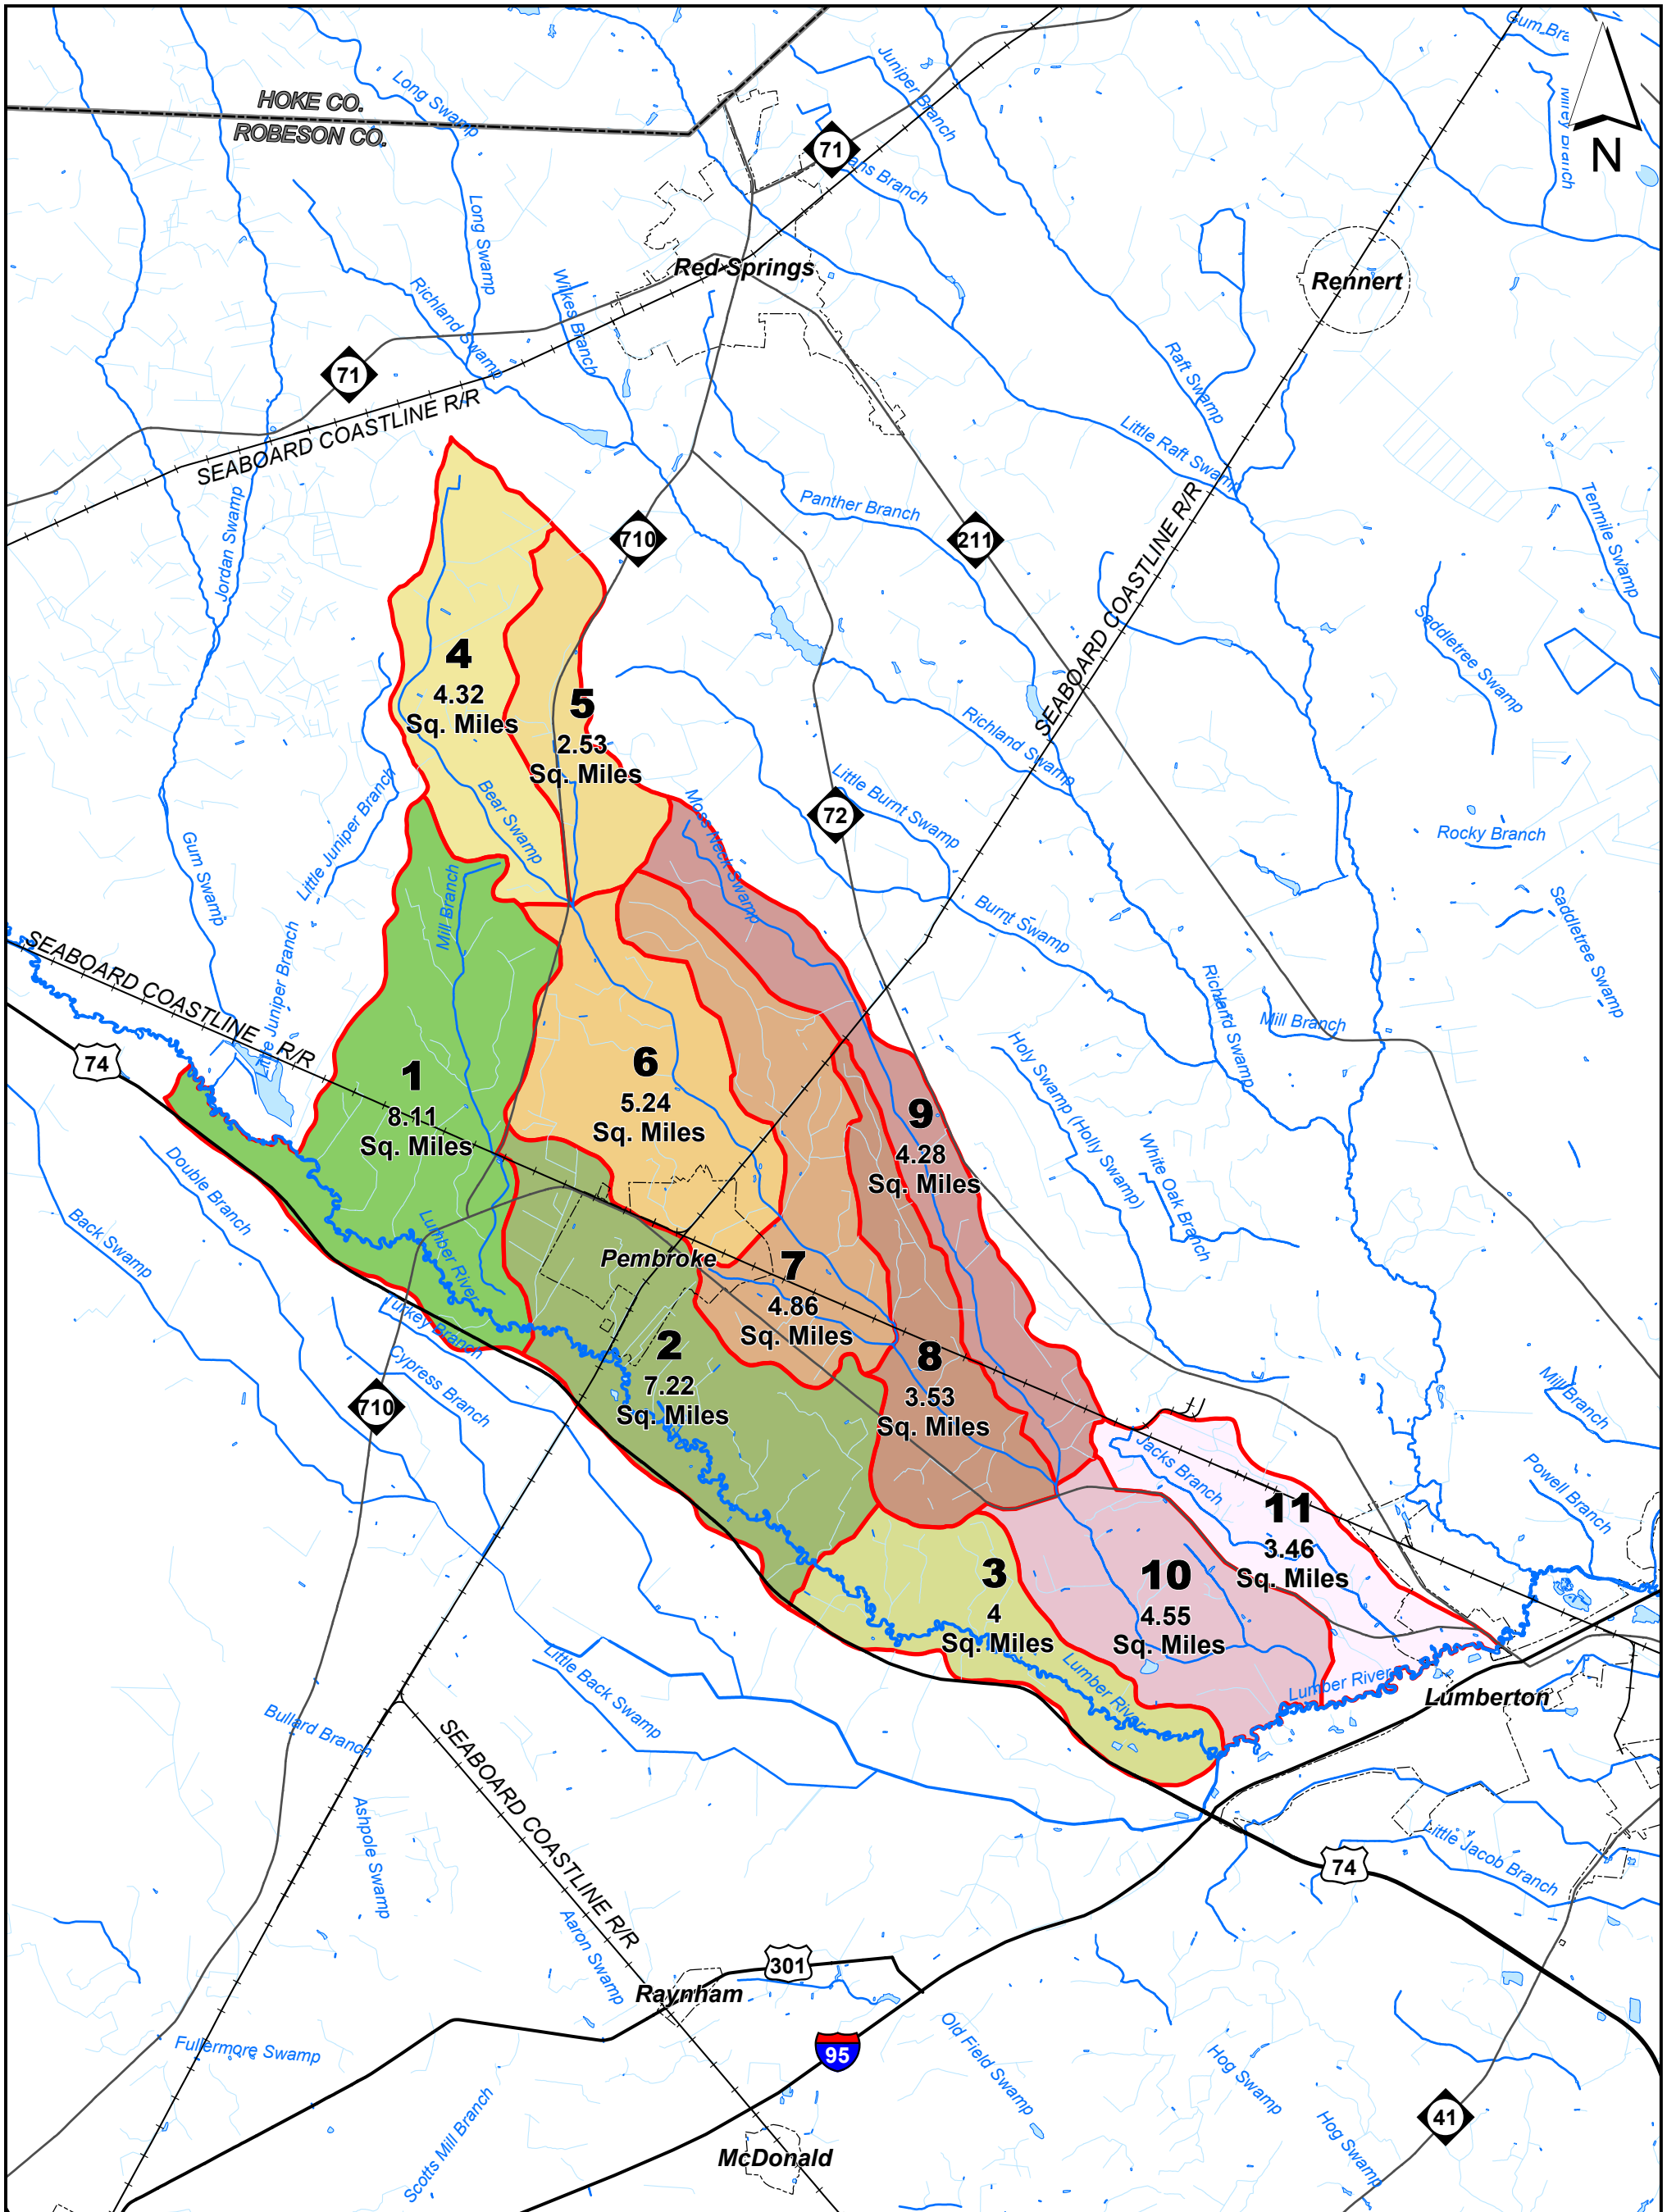 Gum Bra
Long Swamp
Juniper Branch
HOKE CO.
ROBESON CO.
71
ans Branch
Mirey Branch
N
Long Swamp
Red Springs
Rennert
Richland Swamp
Wilkes Branch
71
Raft Swamp
SEABOARD COASTLINE R/R
Little Raft Swamp
Jordan Swamp
Panther Branch
710
211
SEABOARD COASTLINE R/R
Tenmile Swamp
4
4.32
Sq. Miles
5
2.53
Sq. Miles
Saddletree Swamp
Richland Swamp
Little Juniper Branch
Bear Swamp
Moss Neck Swamp
72
Little Burnt Swamp
Rocky Branch
Gum Swamp
Mill Branch
Burnt Swamp
Saddletree Swamp
SEABOARD COASTLINE R/R
Little Juniper Branch
Richland Swamp
Mill Branch
74
1
8.11
Sq. Miles
6
5.24
Sq. Miles
9
4.28
Sq. Miles
Holy Swamp (Holly Swamp)
White Oak Branch
Double Branch
Back Swamp
Lumber River
Pembroke
7
4.86
Sq. Miles
Turkey Branch
Cypress Branch
2
7.22
Sq. Miles
8
3.53
Sq. Miles
710
Mill Branch
Jacks Branch
Powell Branch
11
3.46
Sq. Miles
3
4
Sq. Miles
10
4.55
Sq. Miles
Little Back Swamp
Lumber River
Lumber River
Lumberton
Bullard Branch
SEABOARD COASTLINE R/R
Ashpole Swamp
Little Jacob Branch
74
Aaron Swamp
301
Raynham
95
Fullermore Swamp
Old Field Swamp
Hog Swamp
Scotts Mill Branch
41
Hog Swamp
McDonald